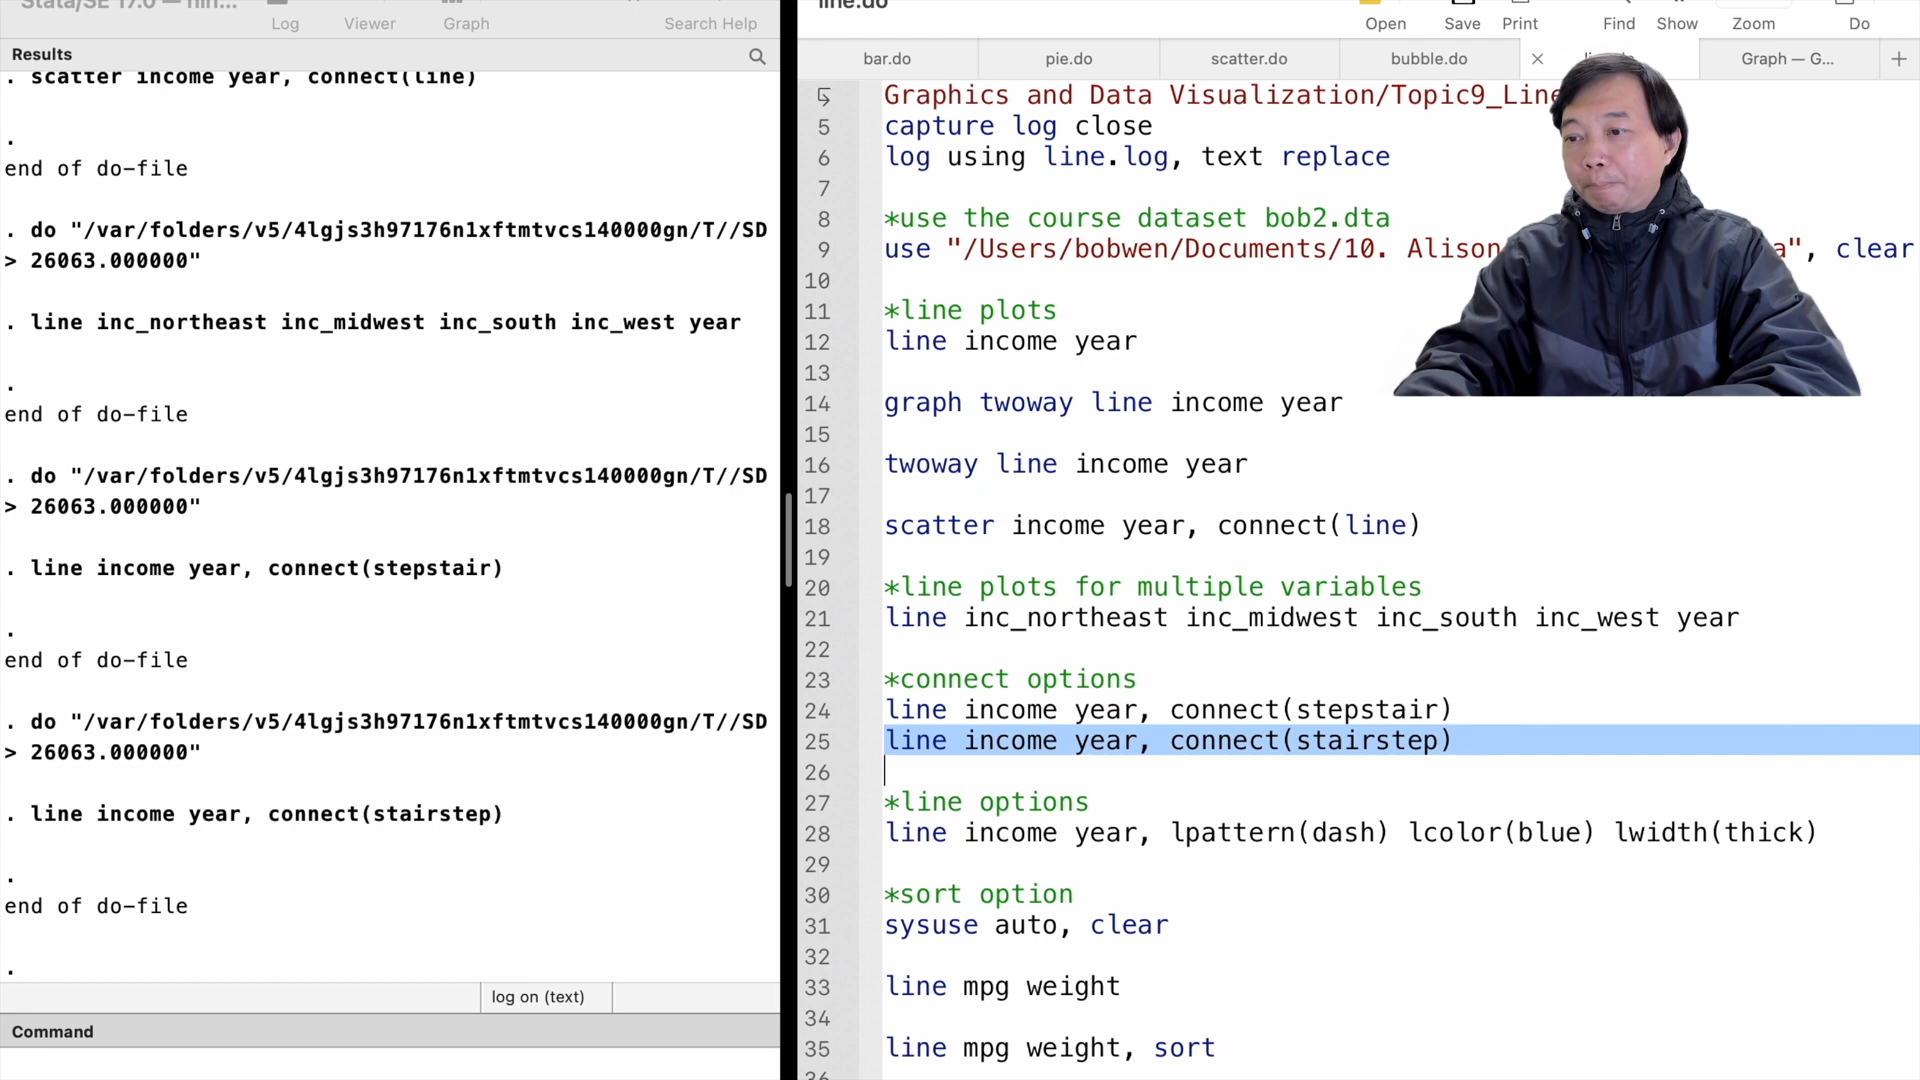 Stata/SE 17.0 — nin...
Log
Viewer
Graph
Search Help
Results
. scatter income year, connect(line)
.
end of do-file
. do "/var/folders/v5/4lgjs3h97176n1xftmtvcs140000gn/T//SD
> 26063.000000"
. line inc_northeast inc_midwest inc_south inc_west year
.
end of do-file
. do "/var/folders/v5/4lgjs3h97176n1xftmtvcs140000gn/T//SD
> 26063.000000"
. line income year, connect(stepstair)
.
end of do-file
. do "/var/folders/v5/4lgjs3h97176n1xftmtvcs140000gn/T//SD
> 26063.000000"
. line income year, connect(stairstep)
.
end of do-file
.
log on (text)
Command
line.do
Open
Save
Print
Find
Show
Zoom
Do
bar.do
pie.do
scatter.do
bubble.do
Graph — G...
Graphics and Data Visualization/Topic9_Line
5 capture log close
6 log using line.log, text replace
7
8 *use the course dataset bob2.dta
9 use "/Users/bobwen/Documents/10. Alison a", clear
10
11 *line plots
12 line income year
13
14 graph twoway line income year
15
16 twoway line income year
17
18 scatter income year, connect(line)
19
20 *line plots for multiple variables
21 line inc_northeast inc_midwest inc_south inc_west year
22
23 *connect options
24 line income year, connect(stepstair)
25 line income year, connect(stairstep)
26
27 *line options
28 line income year, lpattern(dash) lcolor(blue) lwidth(thick)
29
30 *sort option
31 sysuse auto, clear
32
33 line mpg weight
34
35 line mpg weight, sort
36